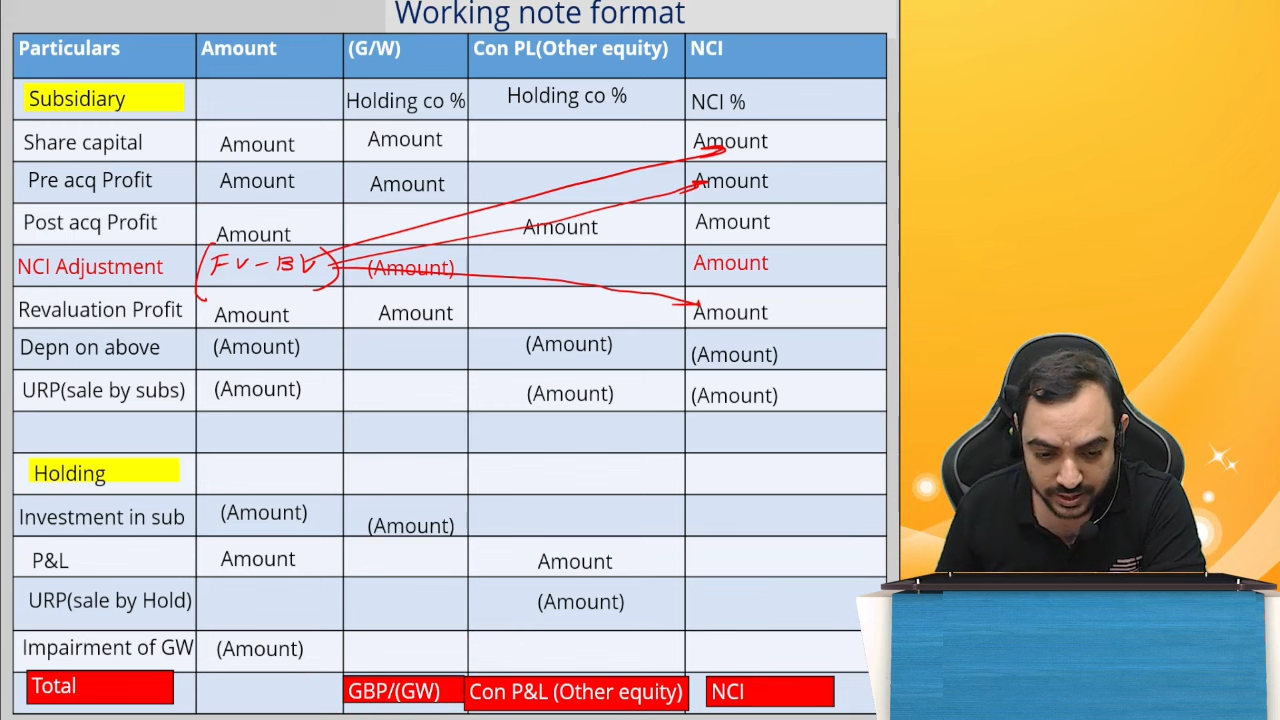 Working note format
Particulars Amount (G/W) Con PL(Other equity) NCI
Subsidiary Holding co % Holding co % NCI %
Share capital Amount Amount Amount
Pre acq Profit Amount Amount Amount
Post acq Profit Amount Amount Amount
NCI Adjustment (FV-BV) (Amount) Amount
Revaluation Profit Amount Amount Amount
Depn on above (Amount) (Amount) (Amount)
URP(sale by subs) (Amount) (Amount) (Amount)
Holding
Investment in sub (Amount) (Amount)
P&L Amount Amount
URP(sale by Hold) (Amount)
Impairment of GW (Amount)
Total GBP/(GW) Con P&L (Other equity) NCI